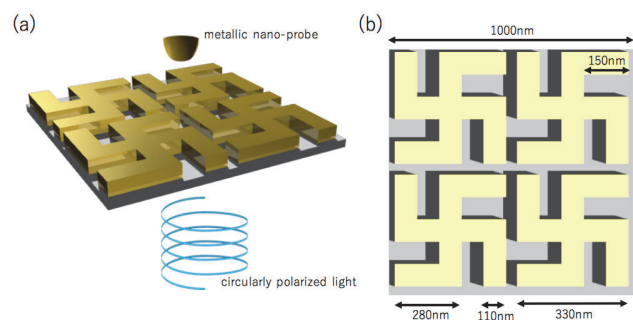 (a)
metallic nano-probe
circularly polarized light
(b)
1000nm
150nm
280nm
110nm
330nm